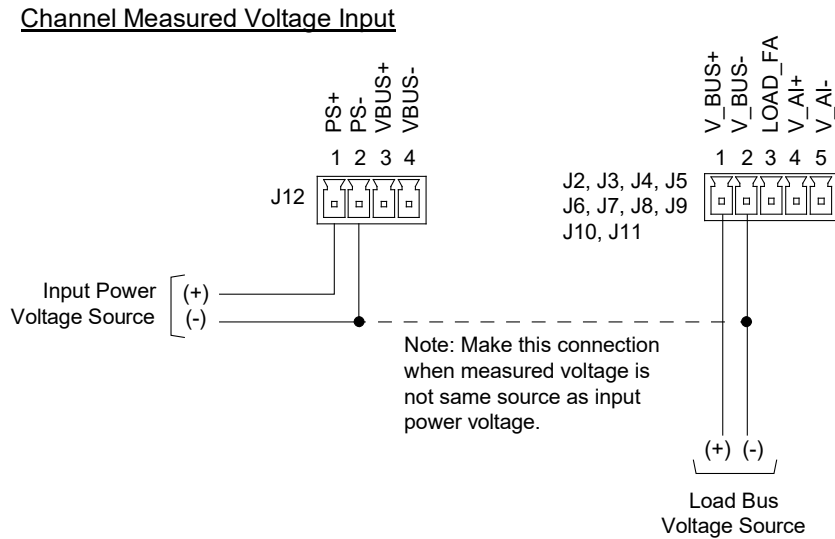 Channel Measured Voltage Input
PS+
PS-
VBUS+
VBUS-
1 2 3 4
J12
V_BUS+
V_BUS-
LOAD_FA
V_AI+
V_AI-
1 2 3 4 5
J2, J3, J4, J5
J6, J7, J8, J9
J10, J11
Input Power (+)
Voltage Source (-)
Note: Make this connection
when measured voltage is
not same source as input
power voltage.
(+) (-)
Load Bus
Voltage Source